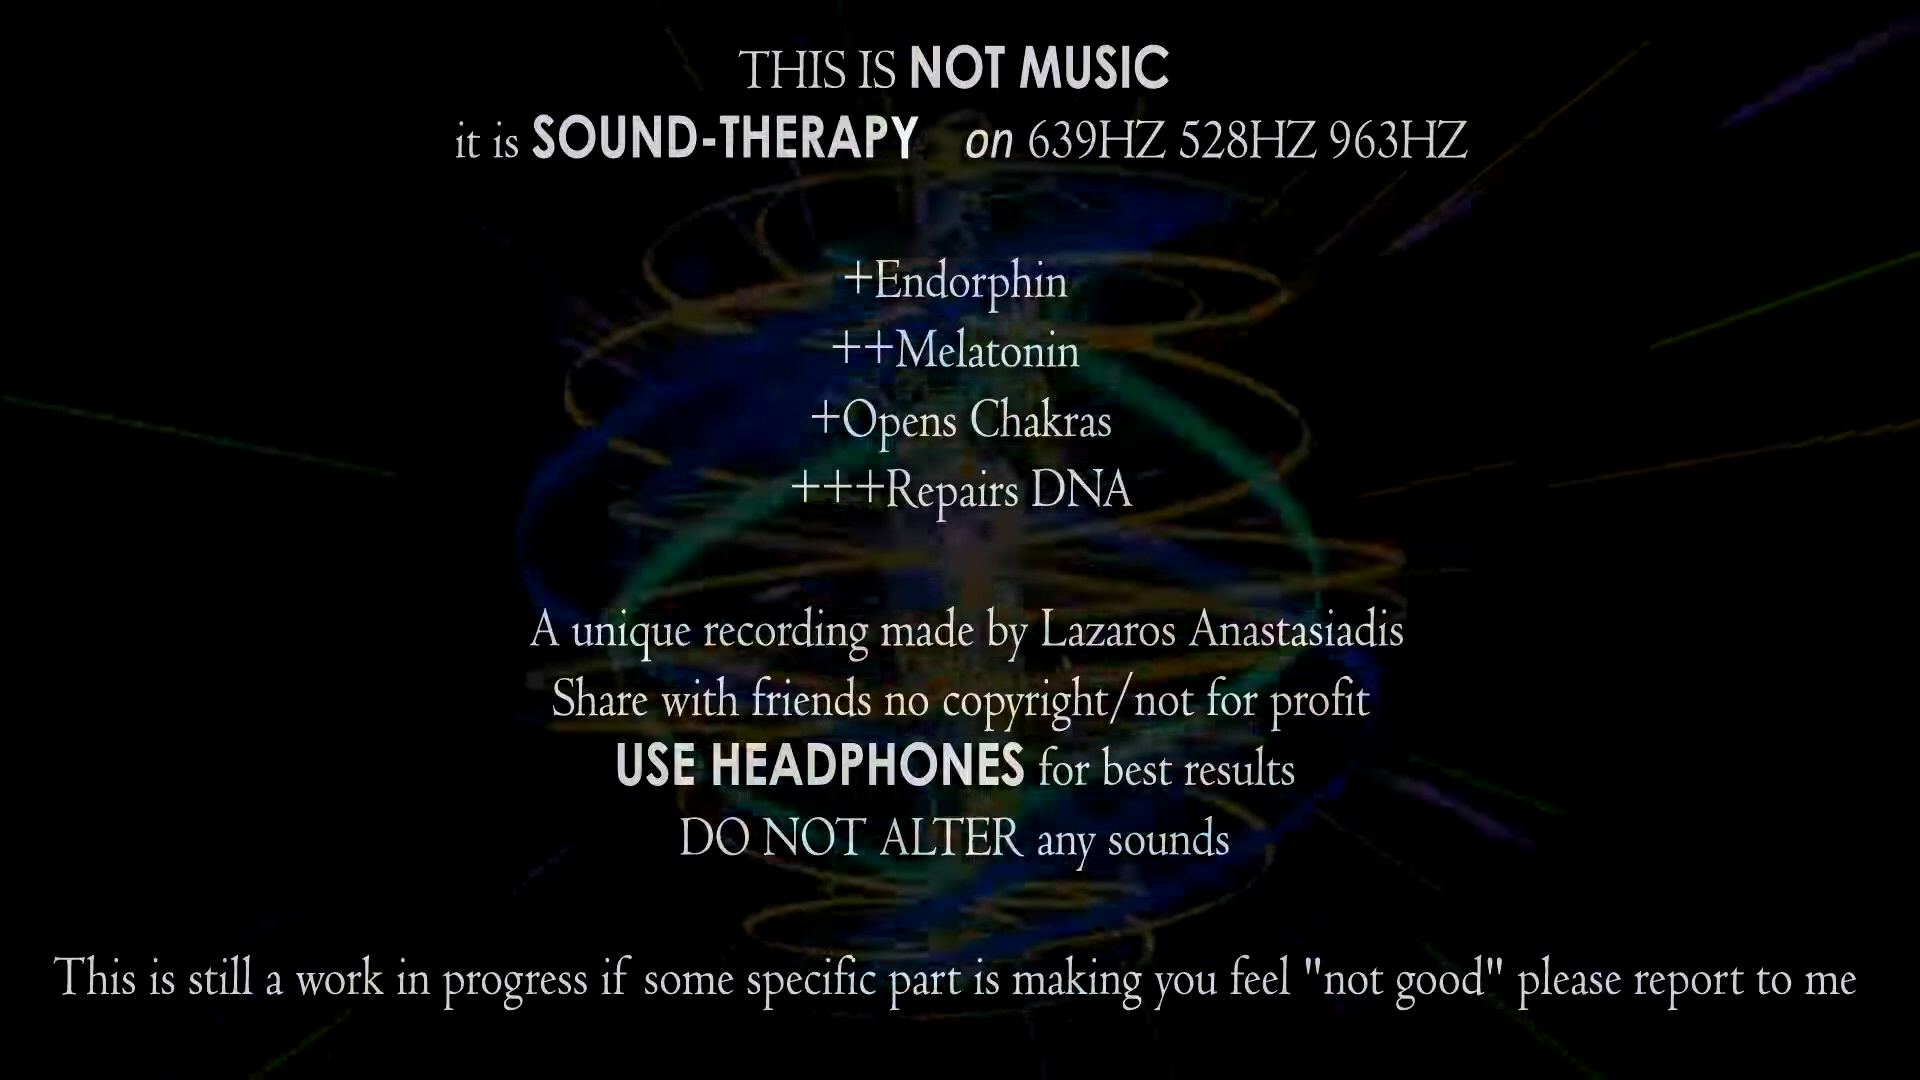 THIS IS NOT MUSIC
it is SOUND-THERAPY on 639HZ 528HZ 963HZ
+Endorphin
++Melatonin
+Opens Chakras
+++Repairs DNA
A unique recording made by Lazaros Anastasiadis
Share with friends no copyright/not for profit
USE HEADPHONES for best results
DO NOT ALTER any sounds
This is still a work in progress if some specific part is making you feel "not good" please report to me